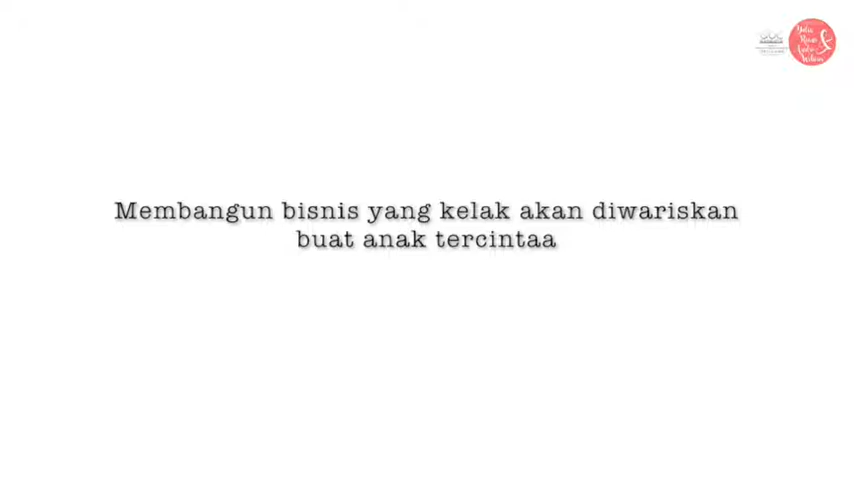 Membangun bisnis yang kelak akan diwariskan
buat anak tercintaa